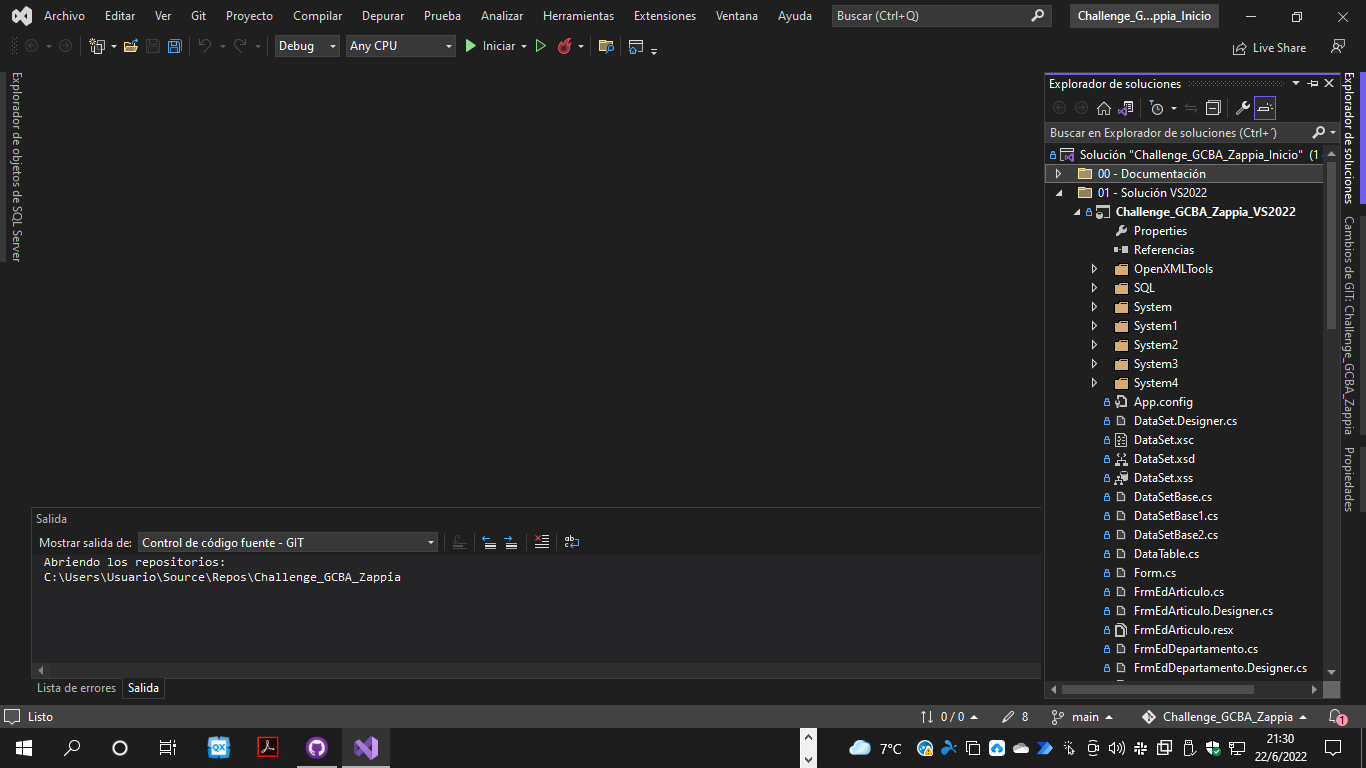 Archivo Editar Ver Git Proyecto Compilar Depurar Prueba Analizar Herramientas Extensiones Ventana Ayuda Buscar (Ctrl+Q) Challenge_G...ppia_Inicio
Debug Any CPU Iniciar Live Share
Explorador de objetos de SQL Server
Explorador de soluciones
Buscar en Explorador de soluciones (Ctrl+´)
Solución "Challenge_GCBA_Zappia_Inicio" (1
00 - Documentación
01 - Solución VS2022
Challenge_GCBA_Zappia_VS2022
Properties
Referencias
OpenXMLTools
SQL
System
System1
System2
System3
System4
App.config
DataSet.Designer.cs
DataSet.xsc
DataSet.xsd
DataSet.xss
DataSetBase.cs
DataSetBase1.cs
DataSetBase2.cs
DataTable.cs
Form.cs
FrmEdArticulo.cs
FrmEdArticulo.Designer.cs
FrmEdArticulo.resx
FrmEdDepartamento.cs
FrmEdDepartamento.Designer.cs
Explorador de soluciones
Cambios de GIT: Challenge_GCBA_Zappia
Propiedades
Salida
Mostrar salida de: Control de código fuente - GIT
Abriendo los repositorios:
C:\Users\Usuario\Source\Repos\Challenge_GCBA_Zappia
Lista de errores Salida
Listo 0 / 0 8 main Challenge_GCBA_Zappia 1
QX 7°C 21:30
22/6/2022